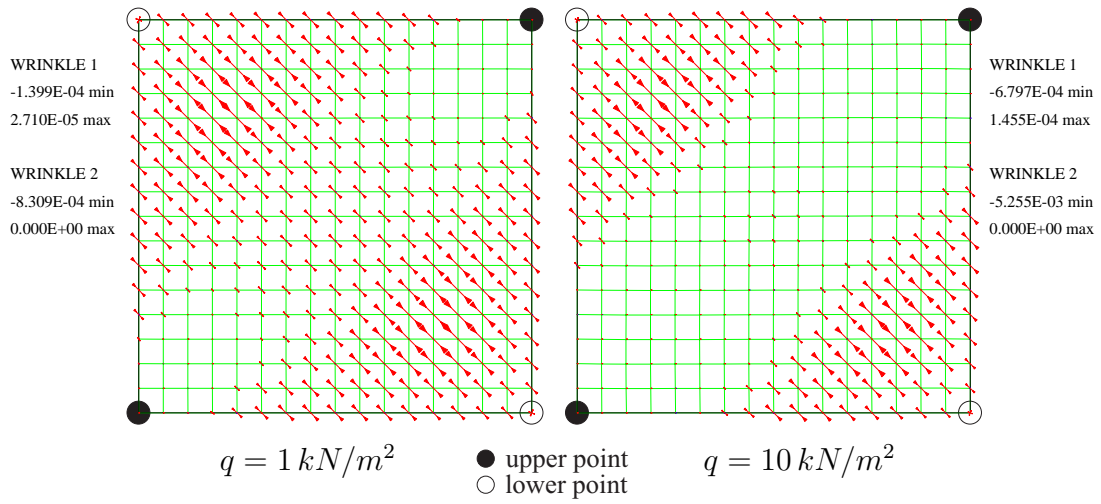 WRINKLE 1
-1.399E-04 min
2.710E-05 max
WRINKLE 2
-8.309E-04 min
0.000E+00 max
WRINKLE 1
-6.797E-04 min
1.455E-04 max
WRINKLE 2
-5.255E-03 min
0.000E+00 max
q = 1 kN/m²
upper point
lower point
q = 10 kN/m²